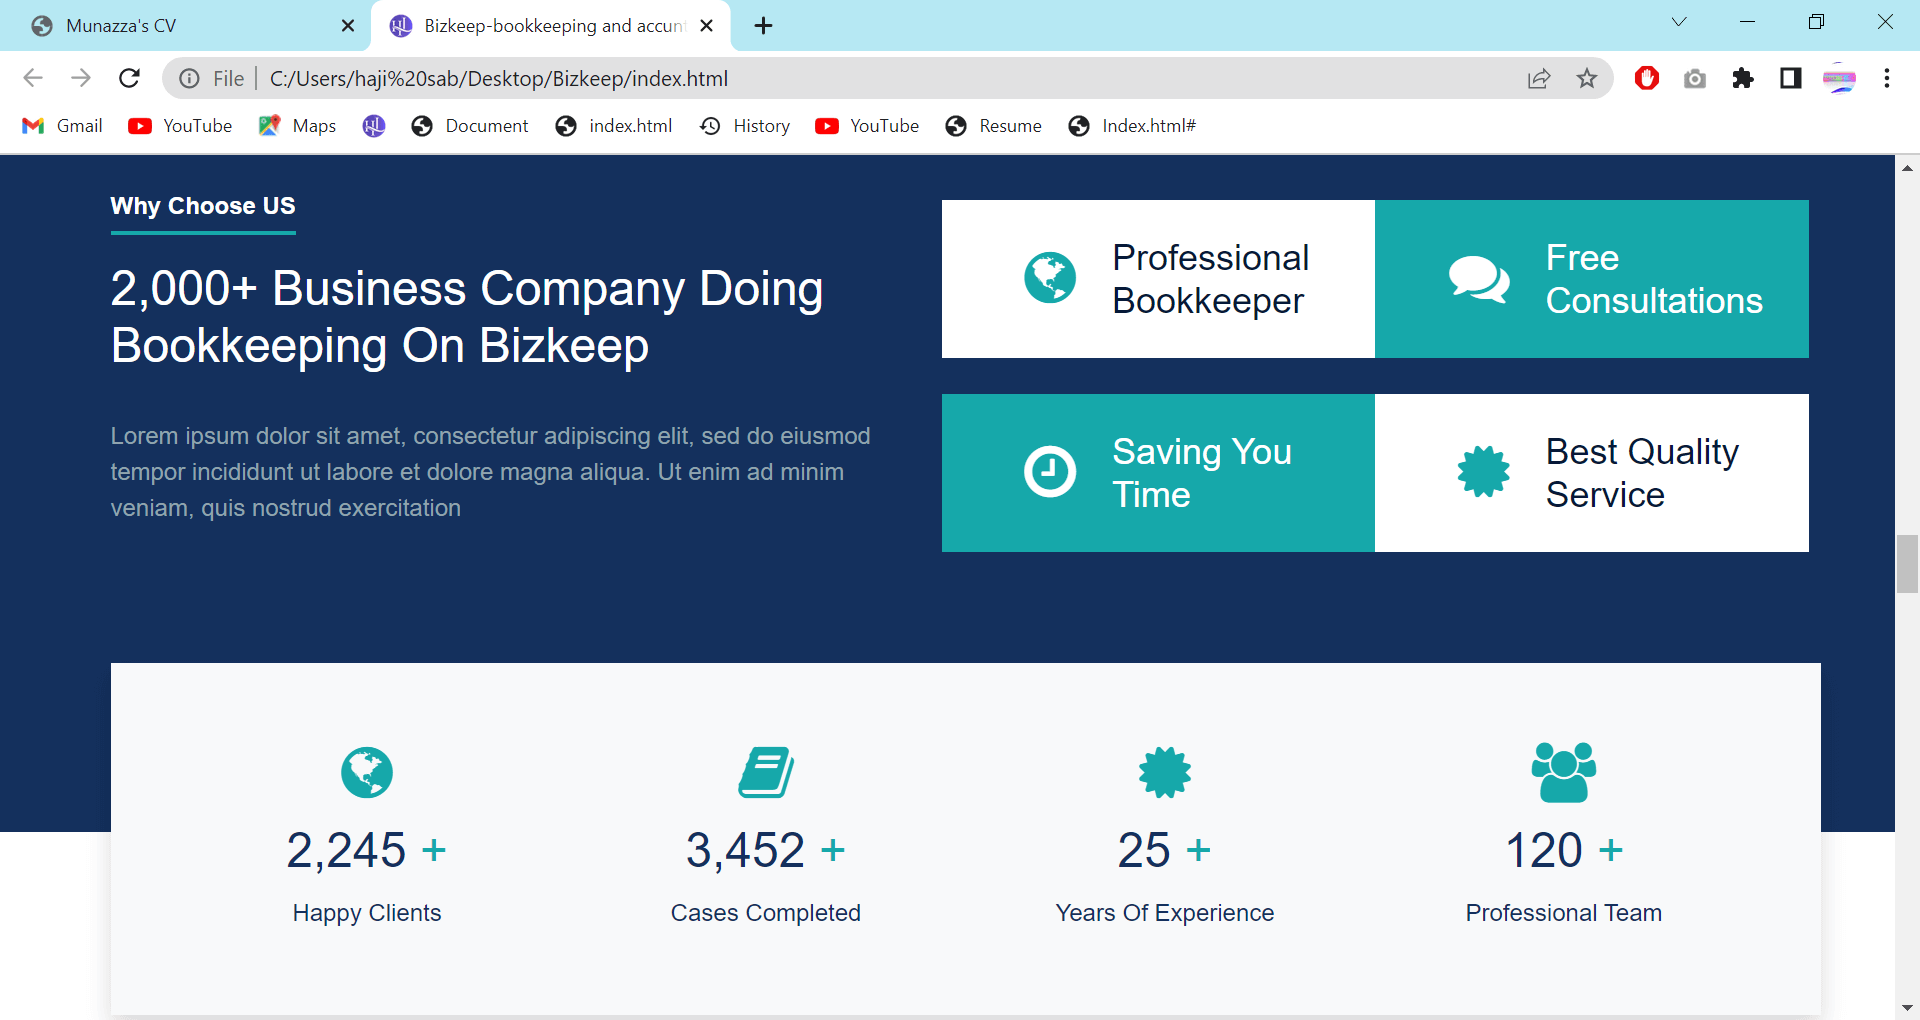 Munazza's CV
Bizkeep-bookkeeping and accun
File
C:/Users/haji%20sab/Desktop/Bizkeep/index.html
Gmail
YouTube
Maps
Document
index.html
History
YouTube
Resume
Index.html#
Why Choose US
2,000+ Business Company Doing
Bookkeeping On Bizkeep
Lorem ipsum dolor sit amet, consectetur adipiscing elit, sed do eiusmod
tempor incididunt ut labore et dolore magna aliqua. Ut enim ad minim
veniam, quis nostrud exercitation
Professional
Bookkeeper
Free
Consultations
Saving You
Time
Best Quality
Service
2,245 +
Happy Clients
3,452 +
Cases Completed
25 +
Years Of Experience
120 +
Professional Team